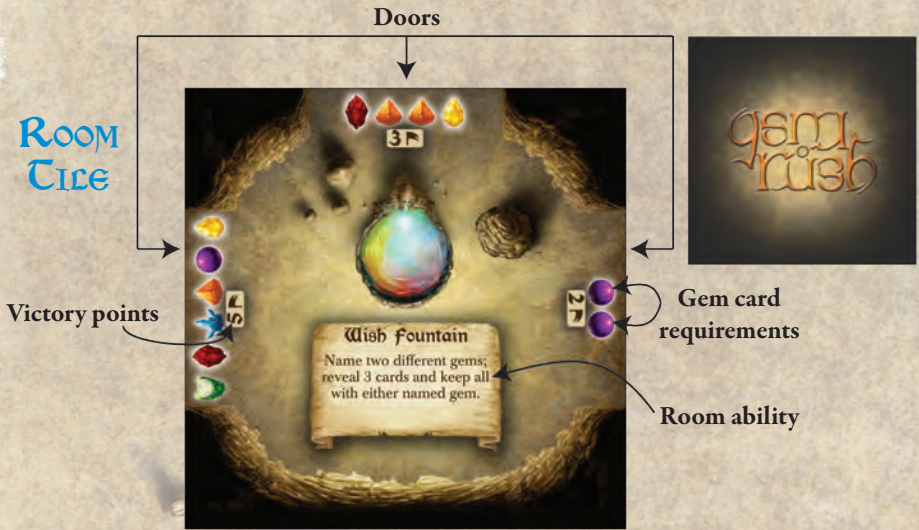 Doors
ROOM
TILE
3
gem
rush
5
2
Victory points
Gem card
requirements
Wish Fountain
Name two different gems;
reveal 3 cards and keep all
with either named gem.
Room ability